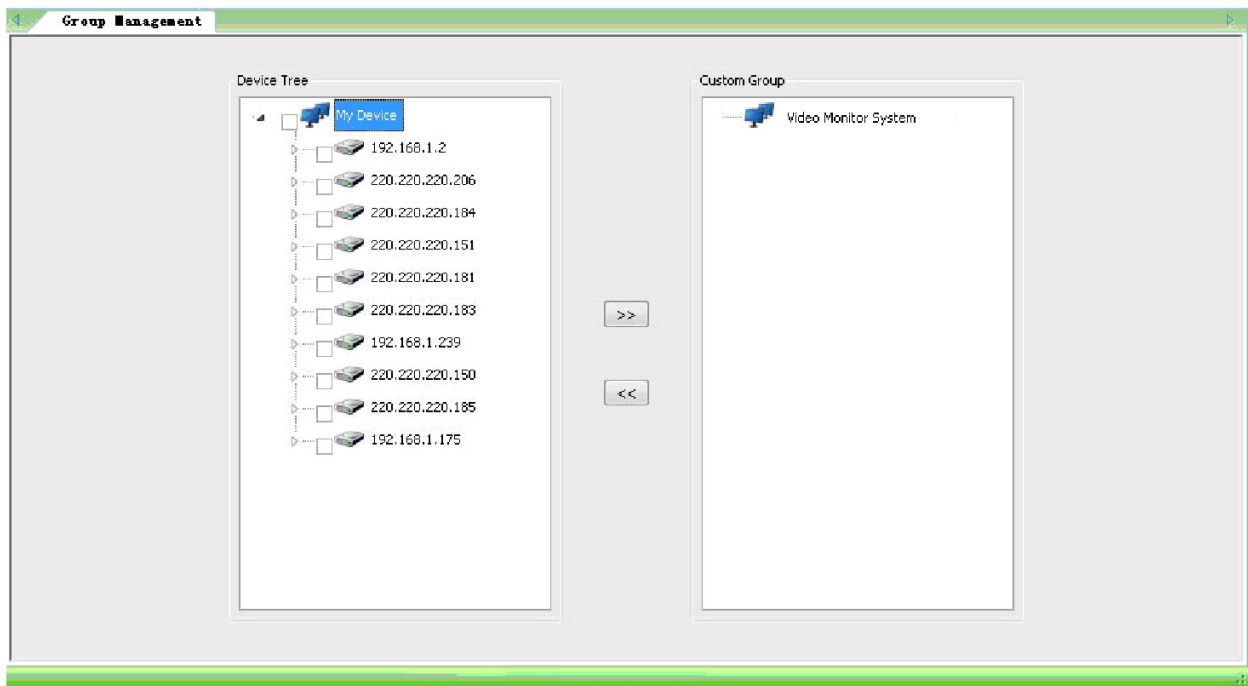 Group Management
Device Tree
My Device
192.168.1.2
220.220.220.206
220.220.220.184
220.220.220.151
220.220.220.181
220.220.220.183
192.168.1.239
220.220.220.150
220.220.220.185
192.168.1.175
>>
<<
Custom Group
Video Monitor System